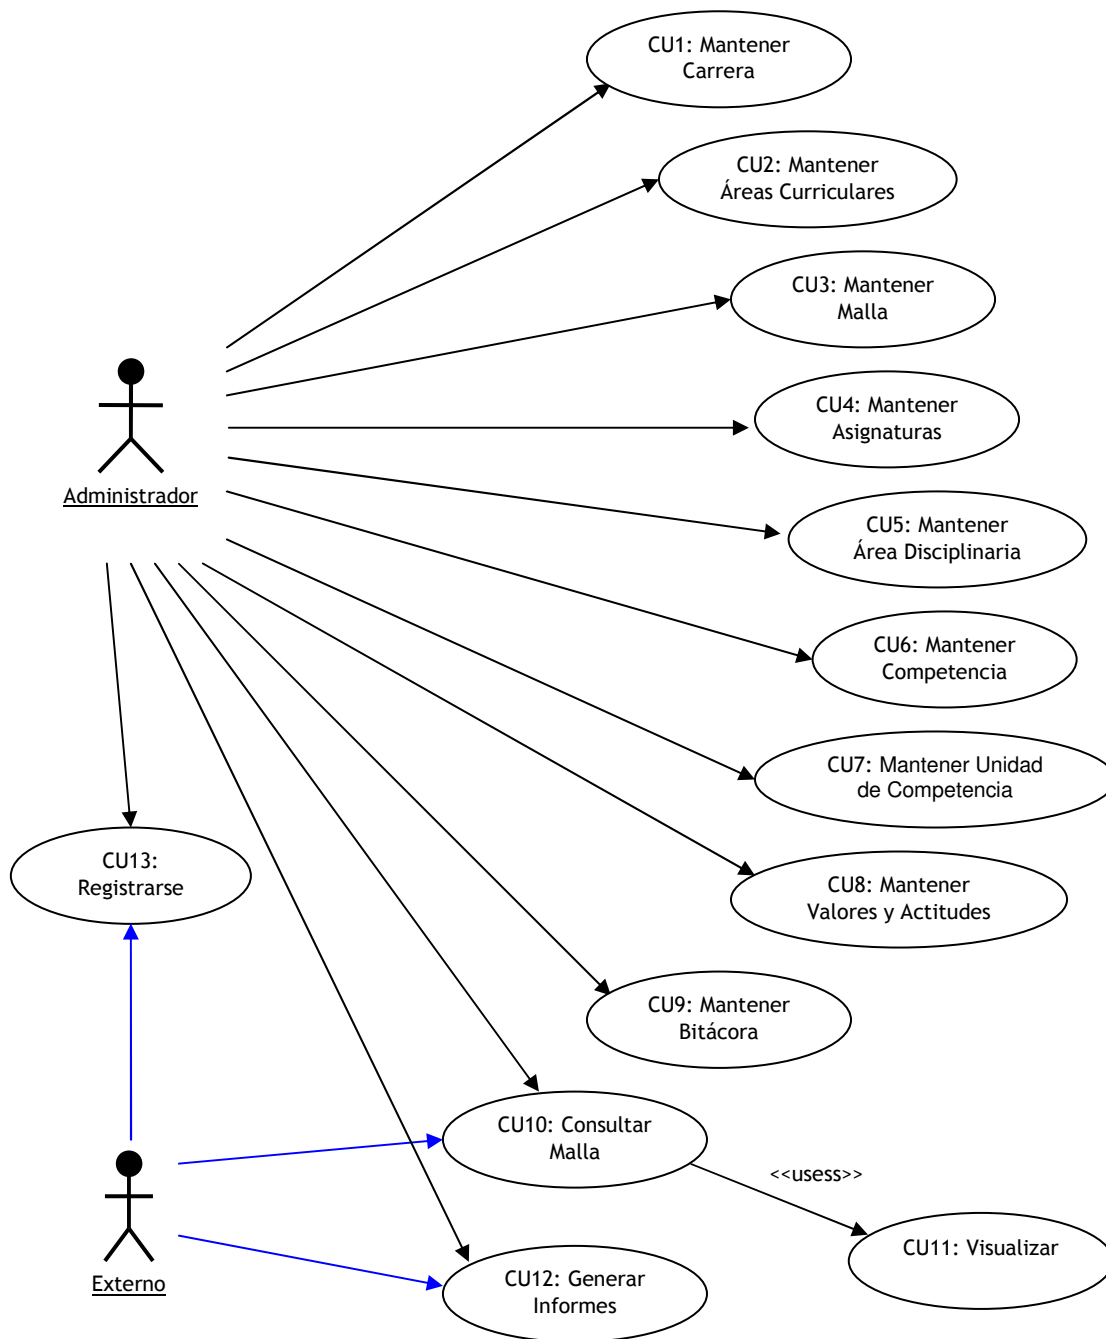 CU1: Mantener
Carrera
CU2: Mantener
Áreas Curriculares
CU3: Mantener
Malla
CU4: Mantener
Asignaturas
Administrador
CU5: Mantener
Área Disciplinaria
CU6: Mantener
Competencia
CU7: Mantener Unidad
de Competencia
CU13:
Registrarse
CU8: Mantener
Valores y Actitudes
CU9: Mantener
Bitácora
CU10: Consultar
Malla
<<usess>>
CU11: Visualizar
Externo
CU12: Generar
Informes